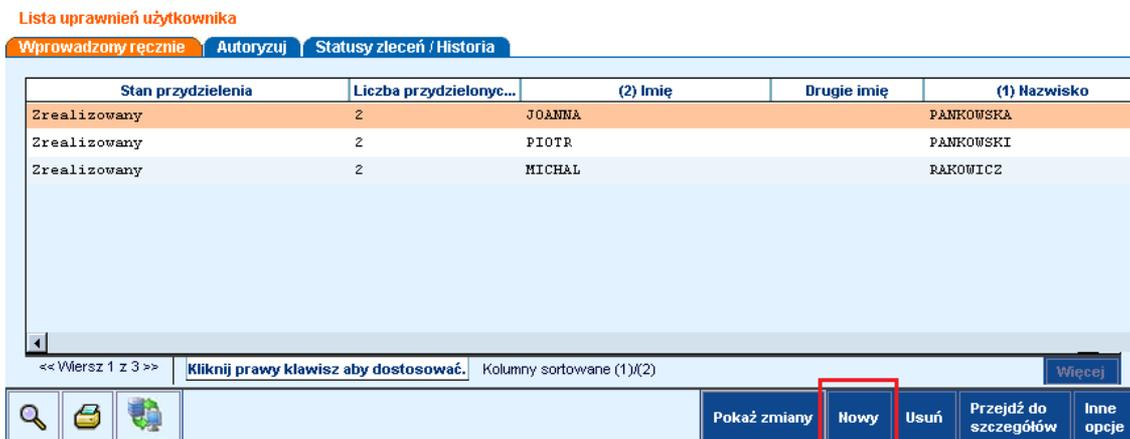 Lista uprawnień użytkownika
Wprowadzony ręcznie Autoryzuj Statusy zleceń / Historia
Stan przydzielenia Liczba przydzielonyc... (2) Imię Drugie imię (1) Nazwisko
Zrealizowany 2 JOANNA PANKOWSKA
Zrealizowany 2 PIOTR PANKOWSKI
Zrealizowany 2 MICHAL RAKOWICZ
<< Wiersz 1 z 3 >> Kliknij prawy klawisz aby dostosować. Kolumny sortowane (1)/(2) Więcej
Pokaż zmiany Nowy Usuń Przejdź do szczegółów Inne opcje